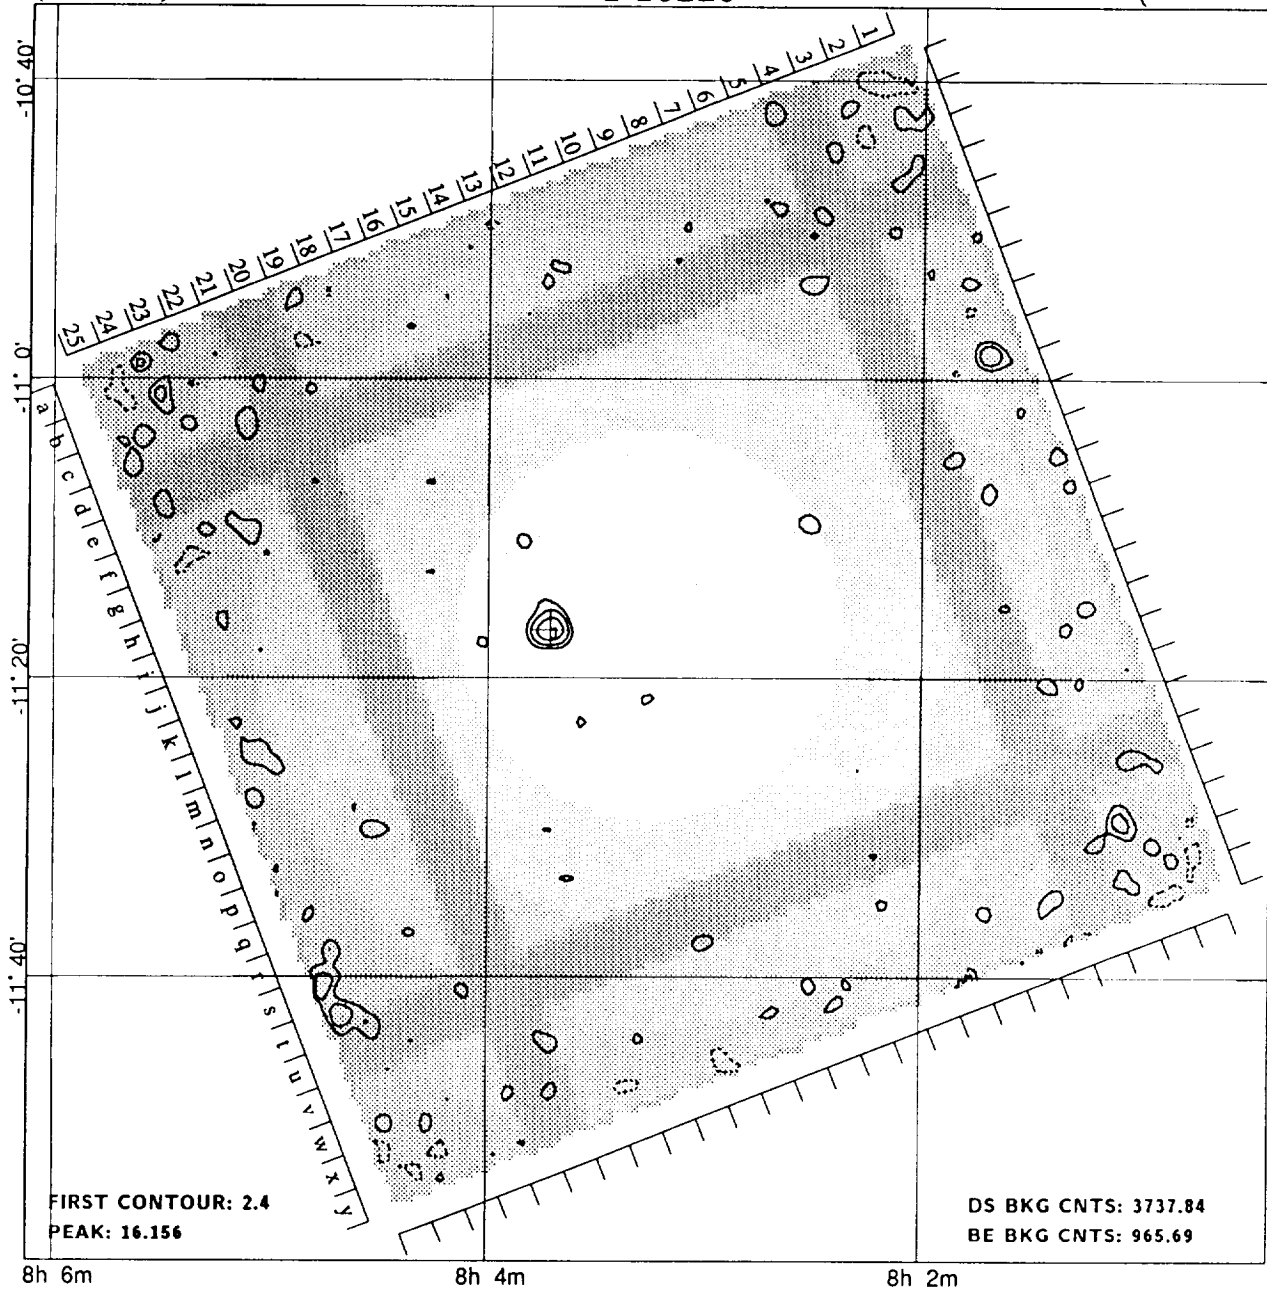 1 2 3 4 5 6 7 8 9 10 11 12 13 14 15 16 17 18 19 20 21 22 23 24 25
-10° 40'
-11° 0'
-11° 20'
-11° 40'
a b c d e f g h i j k l m n o p q r s t u v w x y
FIRST CONTOUR: 2.4
PEAK: 16.156
DS BKG CNTS: 3737.84
BE BKG CNTS: 965.69
8h 6m
8h 4m
8h 2m